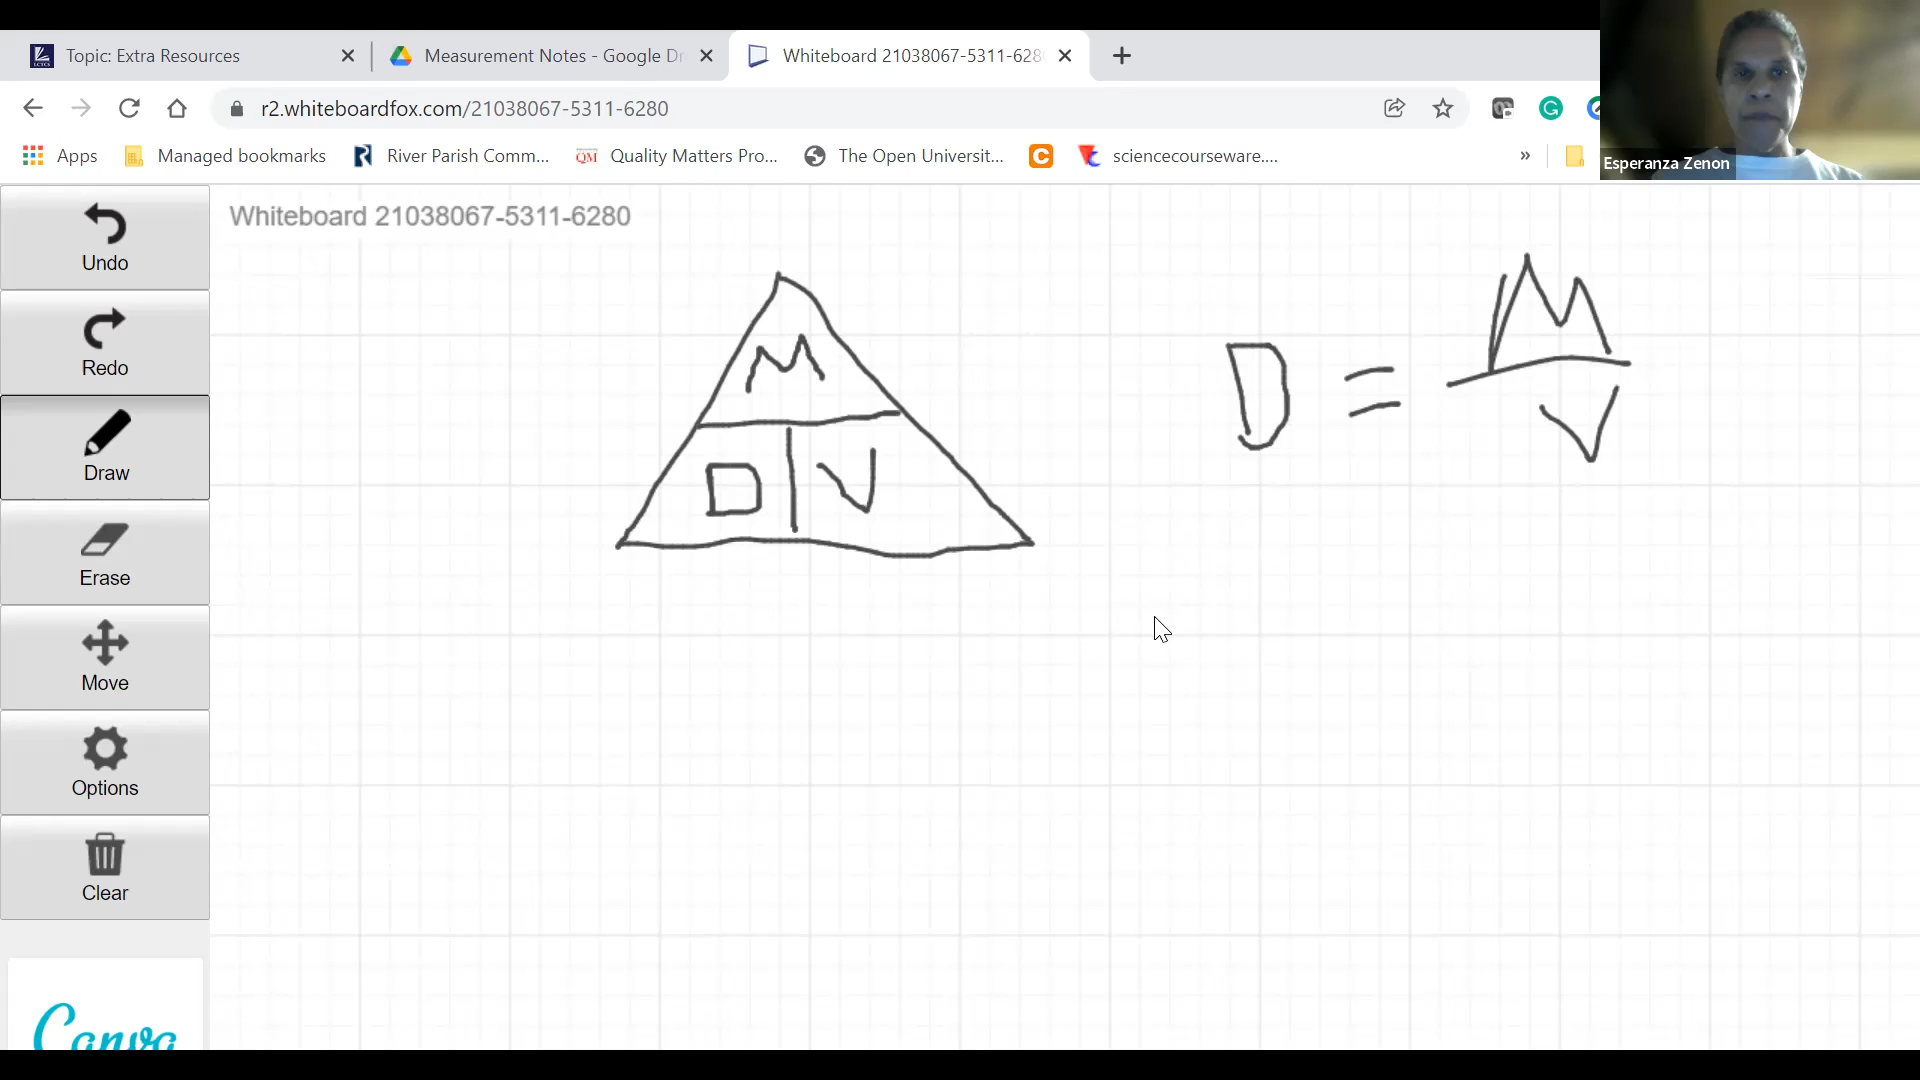 Topic: Extra Resources
Measurement Notes - Google Dr
Whiteboard 21038067-5311-628
r2.whiteboardfox.com/21038067-5311-6280
Apps
Managed bookmarks
River Parish Comm...
QM Quality Matters Pro...
The Open Universit...
C
sciencecourseware....
»
Esperanza Zenon
Undo
Redo
Draw
Erase
Move
Options
Clear
Canva
Whiteboard 21038067-5311-6280
M
D V
D = M
V